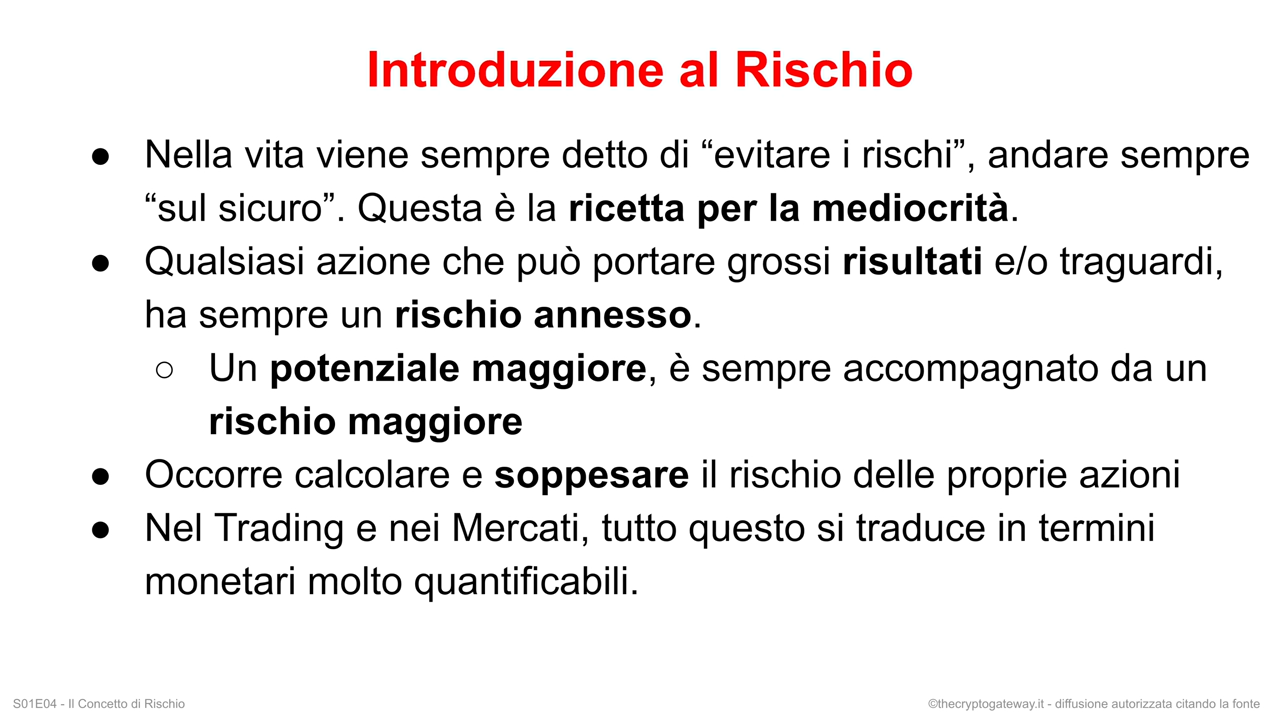 Introduzione al Rischio
● Nella vita viene sempre detto di “evitare i rischi”, andare sempre
“sul sicuro”. Questa è la ricetta per la mediocrità.
● Qualsiasi azione che può portare grossi risultati e/o traguardi,
ha sempre un rischio annesso.
○ Un potenziale maggiore, è sempre accompagnato da un
rischio maggiore
● Occorre calcolare e soppesare il rischio delle proprie azioni
● Nel Trading e nei Mercati, tutto questo si traduce in termini
monetari molto quantificabili.
S01E04 - Il Concetto di Rischio
©thecryptogateway.it - diffusione autorizzata citando la fonte